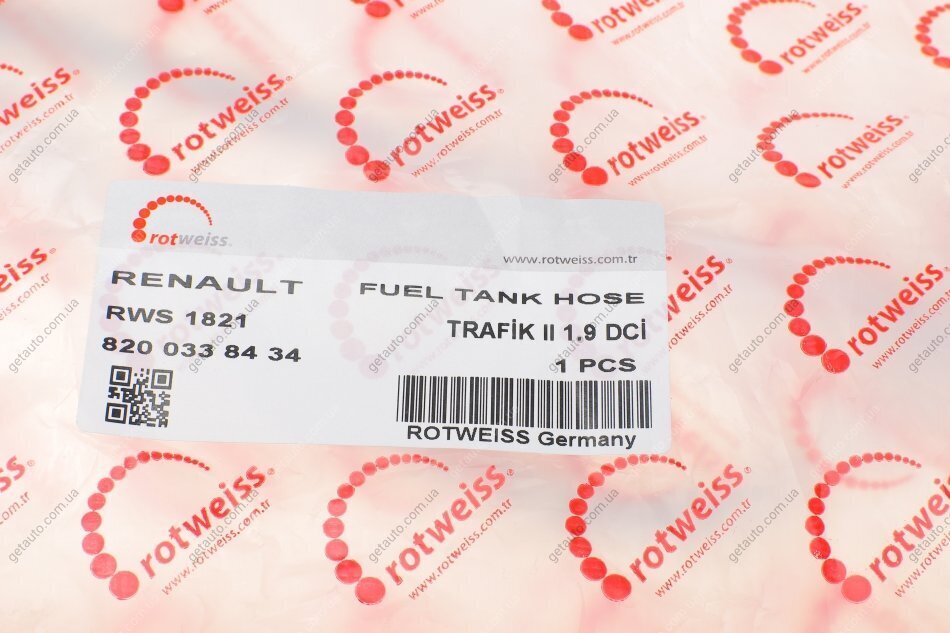 rotweiss®
www.rotweiss.com.tr
RENAULT
FUEL TANK HOSE
RWS 1821
TRAFİK II 1.9 DCİ
820 033 84 34
1 PCS
ROTWEISS Germany
rotweiss®
www.rotweiss.com.tr
getauto.com.ua